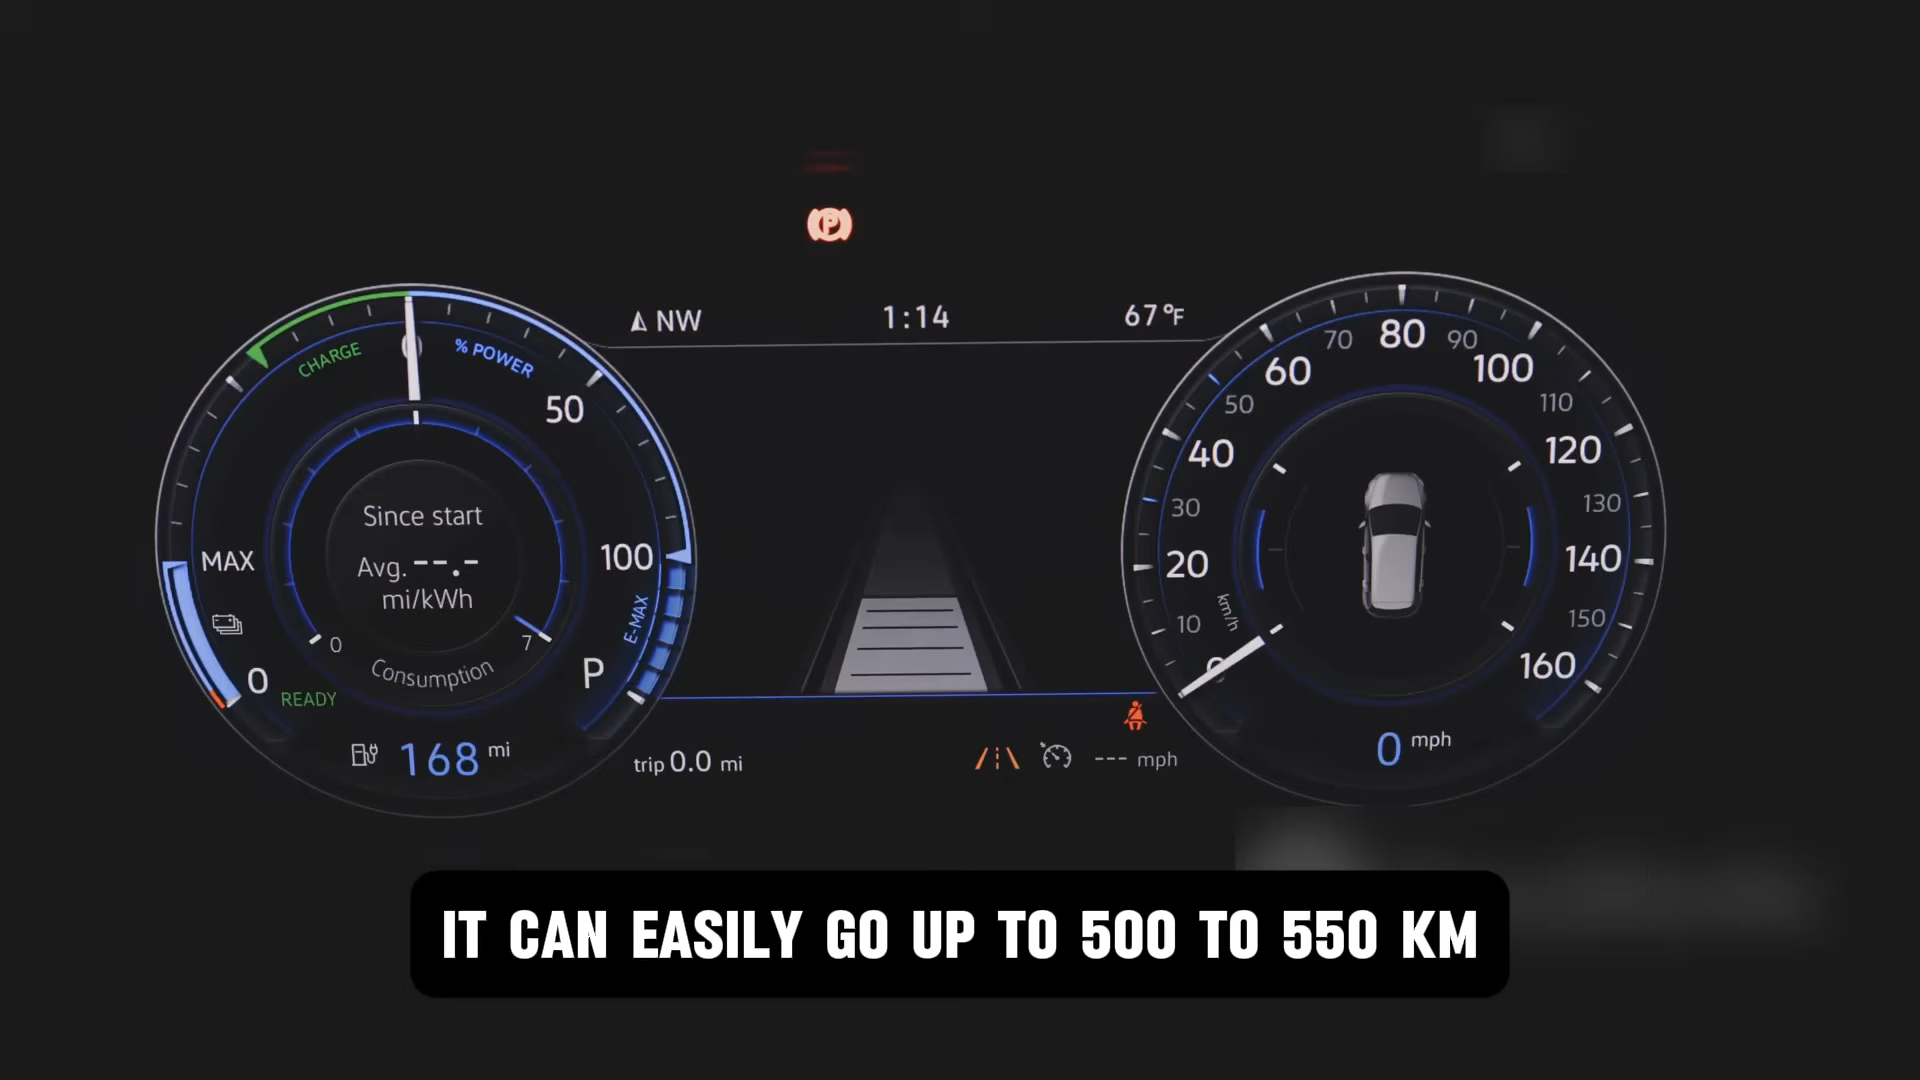 NW 1:14 67°F
CHARGE
0
% POWER
50
100
E-MAX
P
MAX
0
READY
Since start
Avg. --.-
mi/kWh
0 7
Consumption
168 mi
trip 0.0 mi
--- mph
0
10
20
30
40
50
60
70
80
90
100
110
120
130
140
150
160
km/h
0 mph
IT CAN EASILY GO UP TO 500 TO 550 KM